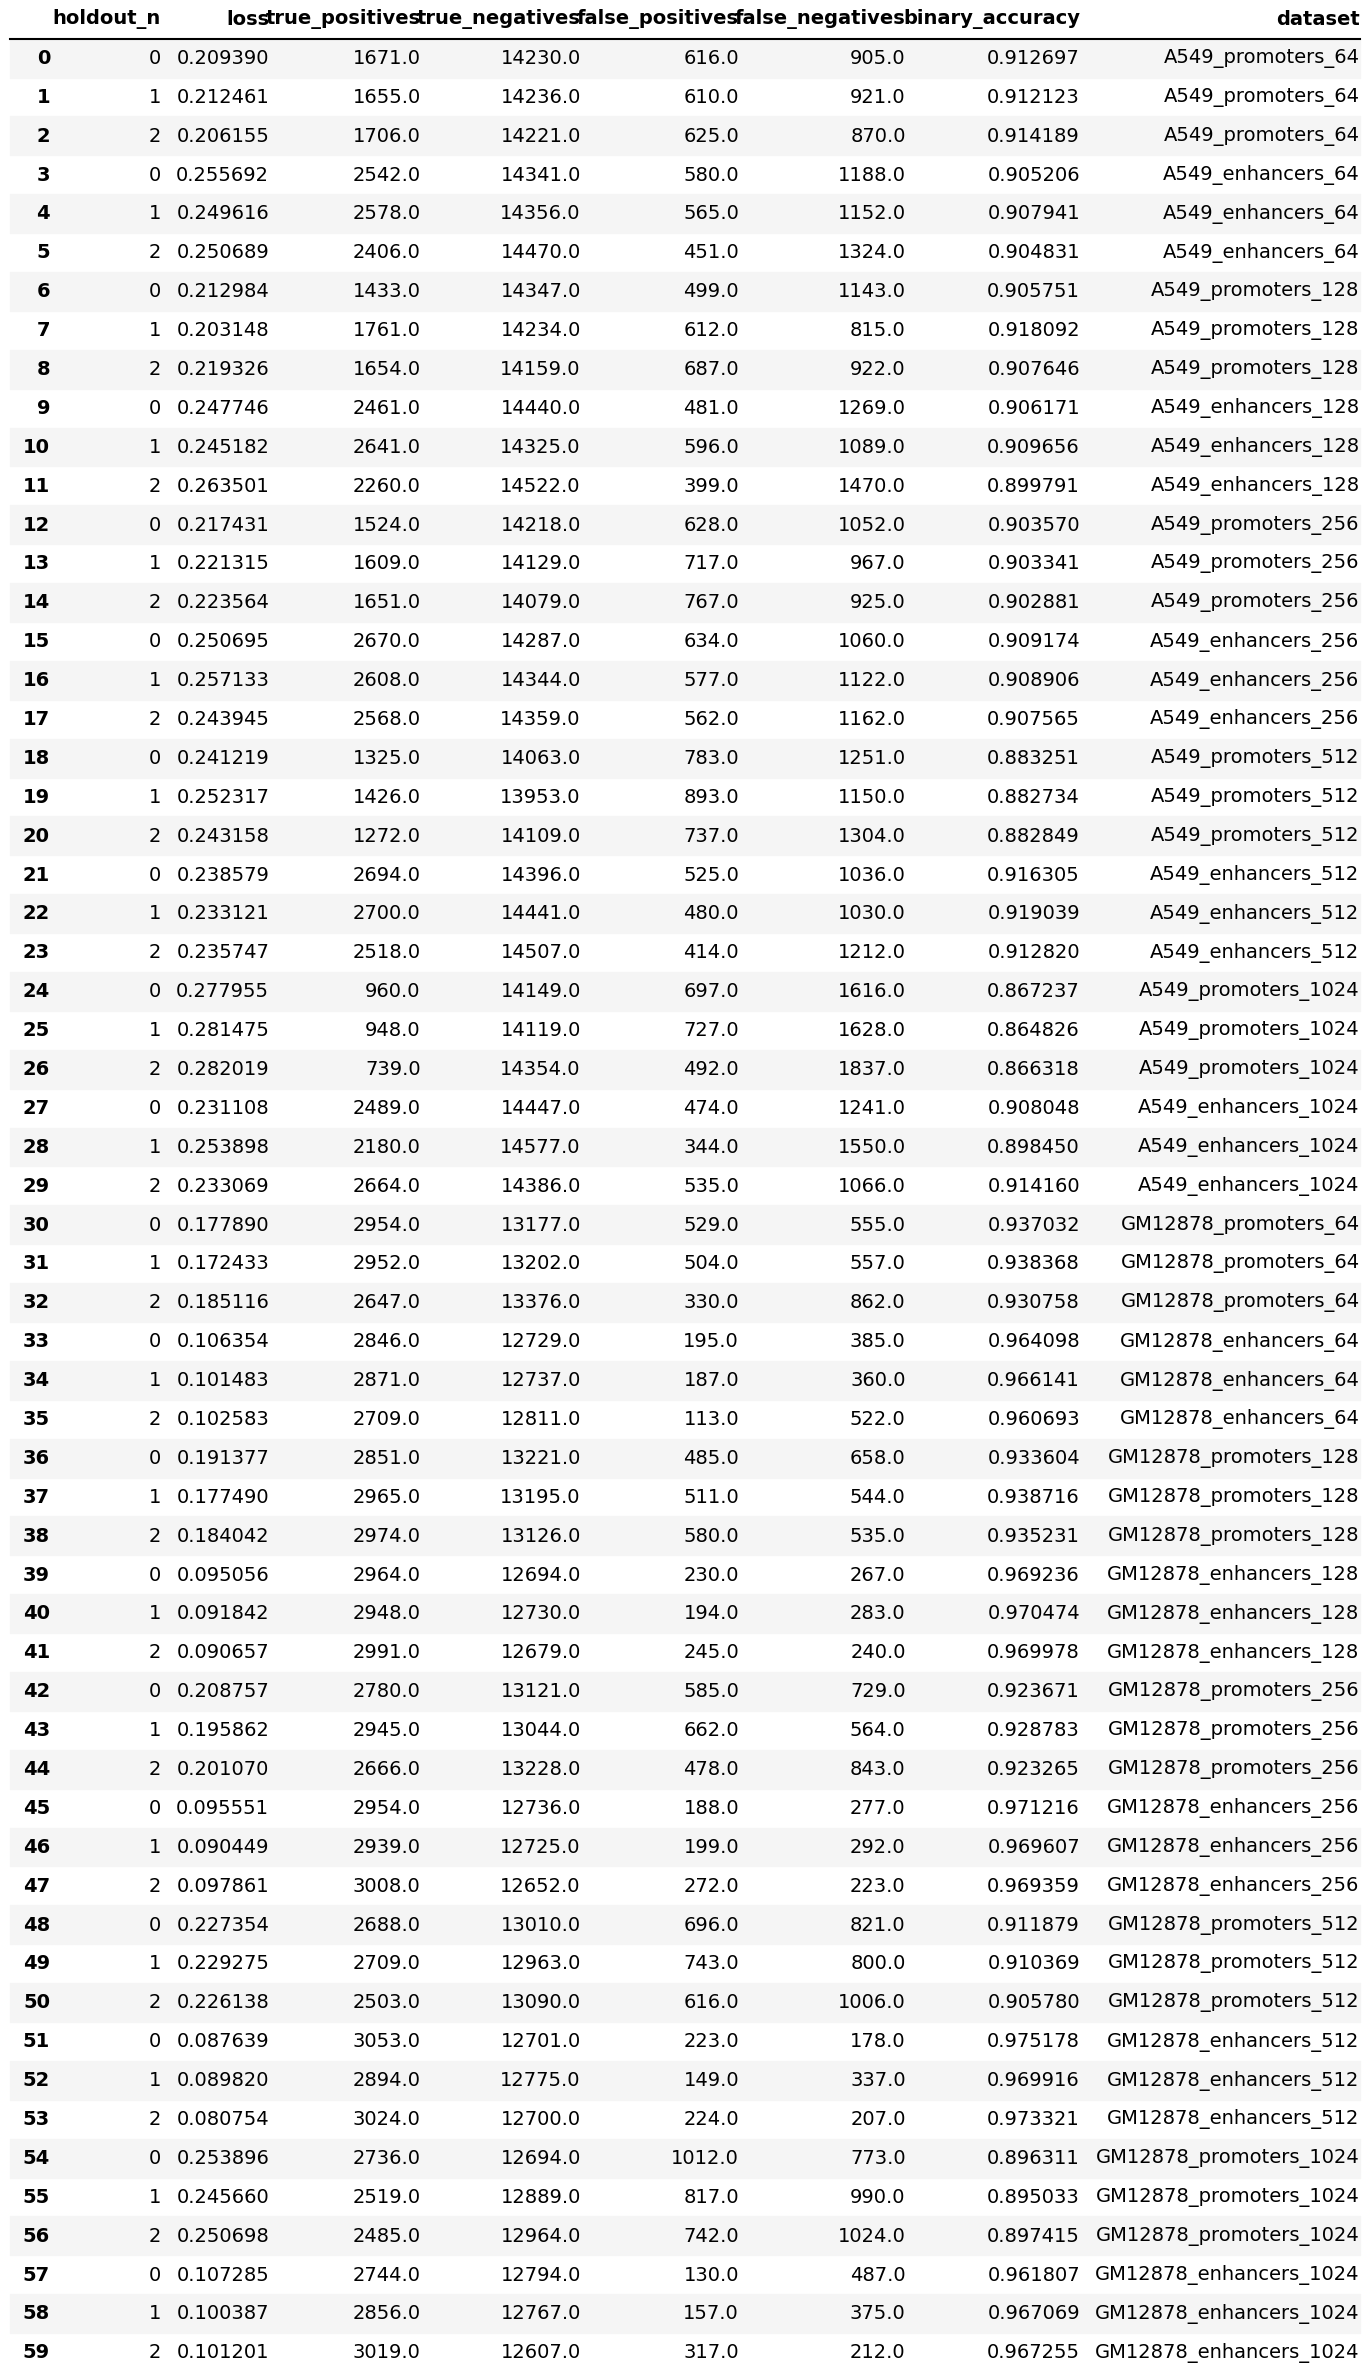 holdout_n loss true_positives true_negatives false_positives false_negatives binary_accuracy dataset
0 0 0.209390 1671.0 14230.0 616.0 905.0 0.912697 A549_promoters_64
1 1 0.212461 1655.0 14236.0 610.0 921.0 0.912123 A549_promoters_64
2 2 0.206155 1706.0 14221.0 625.0 870.0 0.914189 A549_promoters_64
3 0 0.255692 2542.0 14341.0 580.0 1188.0 0.905206 A549_enhancers_64
4 1 0.249616 2578.0 14356.0 565.0 1152.0 0.907941 A549_enhancers_64
5 2 0.250689 2406.0 14470.0 451.0 1324.0 0.904831 A549_enhancers_64
6 0 0.212984 1433.0 14347.0 499.0 1143.0 0.905751 A549_promoters_128
7 1 0.203148 1761.0 14234.0 612.0 815.0 0.918092 A549_promoters_128
8 2 0.219326 1654.0 14159.0 687.0 922.0 0.907646 A549_promoters_128
9 0 0.247746 2461.0 14440.0 481.0 1269.0 0.906171 A549_enhancers_128
10 1 0.245182 2641.0 14325.0 596.0 1089.0 0.909656 A549_enhancers_128
11 2 0.263501 2260.0 14522.0 399.0 1470.0 0.899791 A549_enhancers_128
12 0 0.217431 1524.0 14218.0 628.0 1052.0 0.903570 A549_promoters_256
13 1 0.221315 1609.0 14129.0 717.0 967.0 0.903341 A549_promoters_256
14 2 0.223564 1651.0 14079.0 767.0 925.0 0.902881 A549_promoters_256
15 0 0.250695 2670.0 14287.0 634.0 1060.0 0.909174 A549_enhancers_256
16 1 0.257133 2608.0 14344.0 577.0 1122.0 0.908906 A549_enhancers_256
17 2 0.243945 2568.0 14359.0 562.0 1162.0 0.907565 A549_enhancers_256
18 0 0.241219 1325.0 14063.0 783.0 1251.0 0.883251 A549_promoters_512
19 1 0.252317 1426.0 13953.0 893.0 1150.0 0.882734 A549_promoters_512
20 2 0.243158 1272.0 14109.0 737.0 1304.0 0.882849 A549_promoters_512
21 0 0.238579 2694.0 14396.0 525.0 1036.0 0.916305 A549_enhancers_512
22 1 0.233121 2700.0 14441.0 480.0 1030.0 0.919039 A549_enhancers_512
23 2 0.235747 2518.0 14507.0 414.0 1212.0 0.912820 A549_enhancers_512
24 0 0.277955 960.0 14149.0 697.0 1616.0 0.867237 A549_promoters_1024
25 1 0.281475 948.0 14119.0 727.0 1628.0 0.864826 A549_promoters_1024
26 2 0.282019 739.0 14354.0 492.0 1837.0 0.866318 A549_promoters_1024
27 0 0.231108 2489.0 14447.0 474.0 1241.0 0.908048 A549_enhancers_1024
28 1 0.253898 2180.0 14577.0 344.0 1550.0 0.898450 A549_enhancers_1024
29 2 0.233069 2664.0 14386.0 535.0 1066.0 0.914160 A549_enhancers_1024
30 0 0.177890 2954.0 13177.0 529.0 555.0 0.937032 GM12878_promoters_64
31 1 0.172433 2952.0 13202.0 504.0 557.0 0.938368 GM12878_promoters_64
32 2 0.185116 2647.0 13376.0 330.0 862.0 0.930758 GM12878_promoters_64
33 0 0.106354 2846.0 12729.0 195.0 385.0 0.964098 GM12878_enhancers_64
34 1 0.101483 2871.0 12737.0 187.0 360.0 0.966141 GM12878_enhancers_64
35 2 0.102583 2709.0 12811.0 113.0 522.0 0.960693 GM12878_enhancers_64
36 0 0.191377 2851.0 13221.0 485.0 658.0 0.933604 GM12878_promoters_128
37 1 0.177490 2965.0 13195.0 511.0 544.0 0.938716 GM12878_promoters_128
38 2 0.184042 2974.0 13126.0 580.0 535.0 0.935231 GM12878_promoters_128
39 0 0.095056 2964.0 12694.0 230.0 267.0 0.969236 GM12878_enhancers_128
40 1 0.091842 2948.0 12730.0 194.0 283.0 0.970474 GM12878_enhancers_128
41 2 0.090657 2991.0 12679.0 245.0 240.0 0.969978 GM12878_enhancers_128
42 0 0.208757 2780.0 13121.0 585.0 729.0 0.923671 GM12878_promoters_256
43 1 0.195862 2945.0 13044.0 662.0 564.0 0.928783 GM12878_promoters_256
44 2 0.201070 2666.0 13228.0 478.0 843.0 0.923265 GM12878_promoters_256
45 0 0.095551 2954.0 12736.0 188.0 277.0 0.971216 GM12878_enhancers_256
46 1 0.090449 2939.0 12725.0 199.0 292.0 0.969607 GM12878_enhancers_256
47 2 0.097861 3008.0 12652.0 272.0 223.0 0.969359 GM12878_enhancers_256
48 0 0.227354 2688.0 13010.0 696.0 821.0 0.911879 GM12878_promoters_512
49 1 0.229275 2709.0 12963.0 743.0 800.0 0.910369 GM12878_promoters_512
50 2 0.226138 2503.0 13090.0 616.0 1006.0 0.905780 GM12878_promoters_512
51 0 0.087639 3053.0 12701.0 223.0 178.0 0.975178 GM12878_enhancers_512
52 1 0.089820 2894.0 12775.0 149.0 337.0 0.969916 GM12878_enhancers_512
53 2 0.080754 3024.0 12700.0 224.0 207.0 0.973321 GM12878_enhancers_512
54 0 0.253896 2736.0 12694.0 1012.0 773.0 0.896311 GM12878_promoters_1024
55 1 0.245660 2519.0 12889.0 817.0 990.0 0.895033 GM12878_promoters_1024
56 2 0.250698 2485.0 12964.0 742.0 1024.0 0.897415 GM12878_promoters_1024
57 0 0.107285 2744.0 12794.0 130.0 487.0 0.961807 GM12878_enhancers_1024
58 1 0.100387 2856.0 12767.0 157.0 375.0 0.967069 GM12878_enhancers_1024
59 2 0.101201 3019.0 12607.0 317.0 212.0 0.967255 GM12878_enhancers_1024